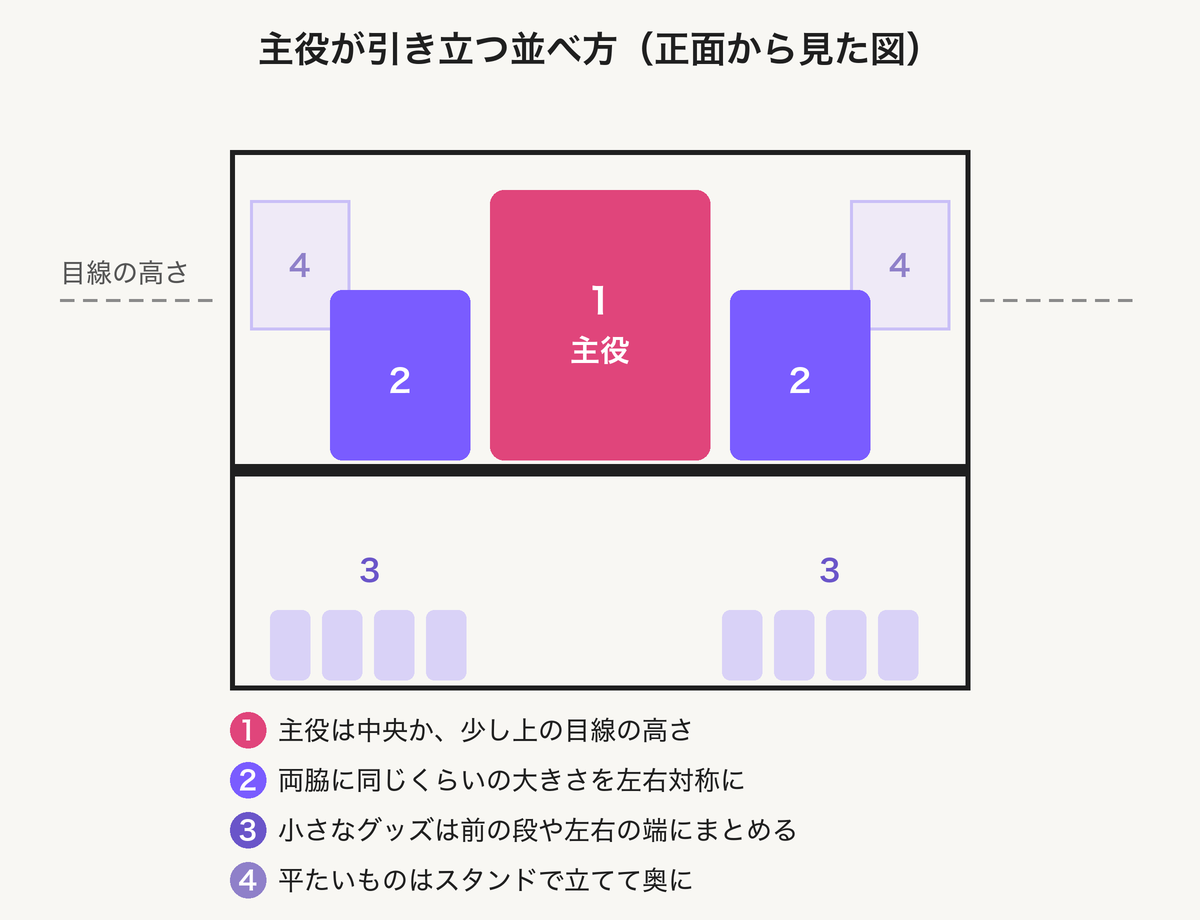 主役が引き立つ並べ方（正面から見た図）
目線の高さ
4
4
1
主役
2
2
3
3
1 主役は中央か、少し上の目線の高さ
2 両脇に同じくらいの大きさを左右対称に
3 小さなグッズは前の段や左右の端にまとめる
4 平たいものはスタンドで立てて奥に